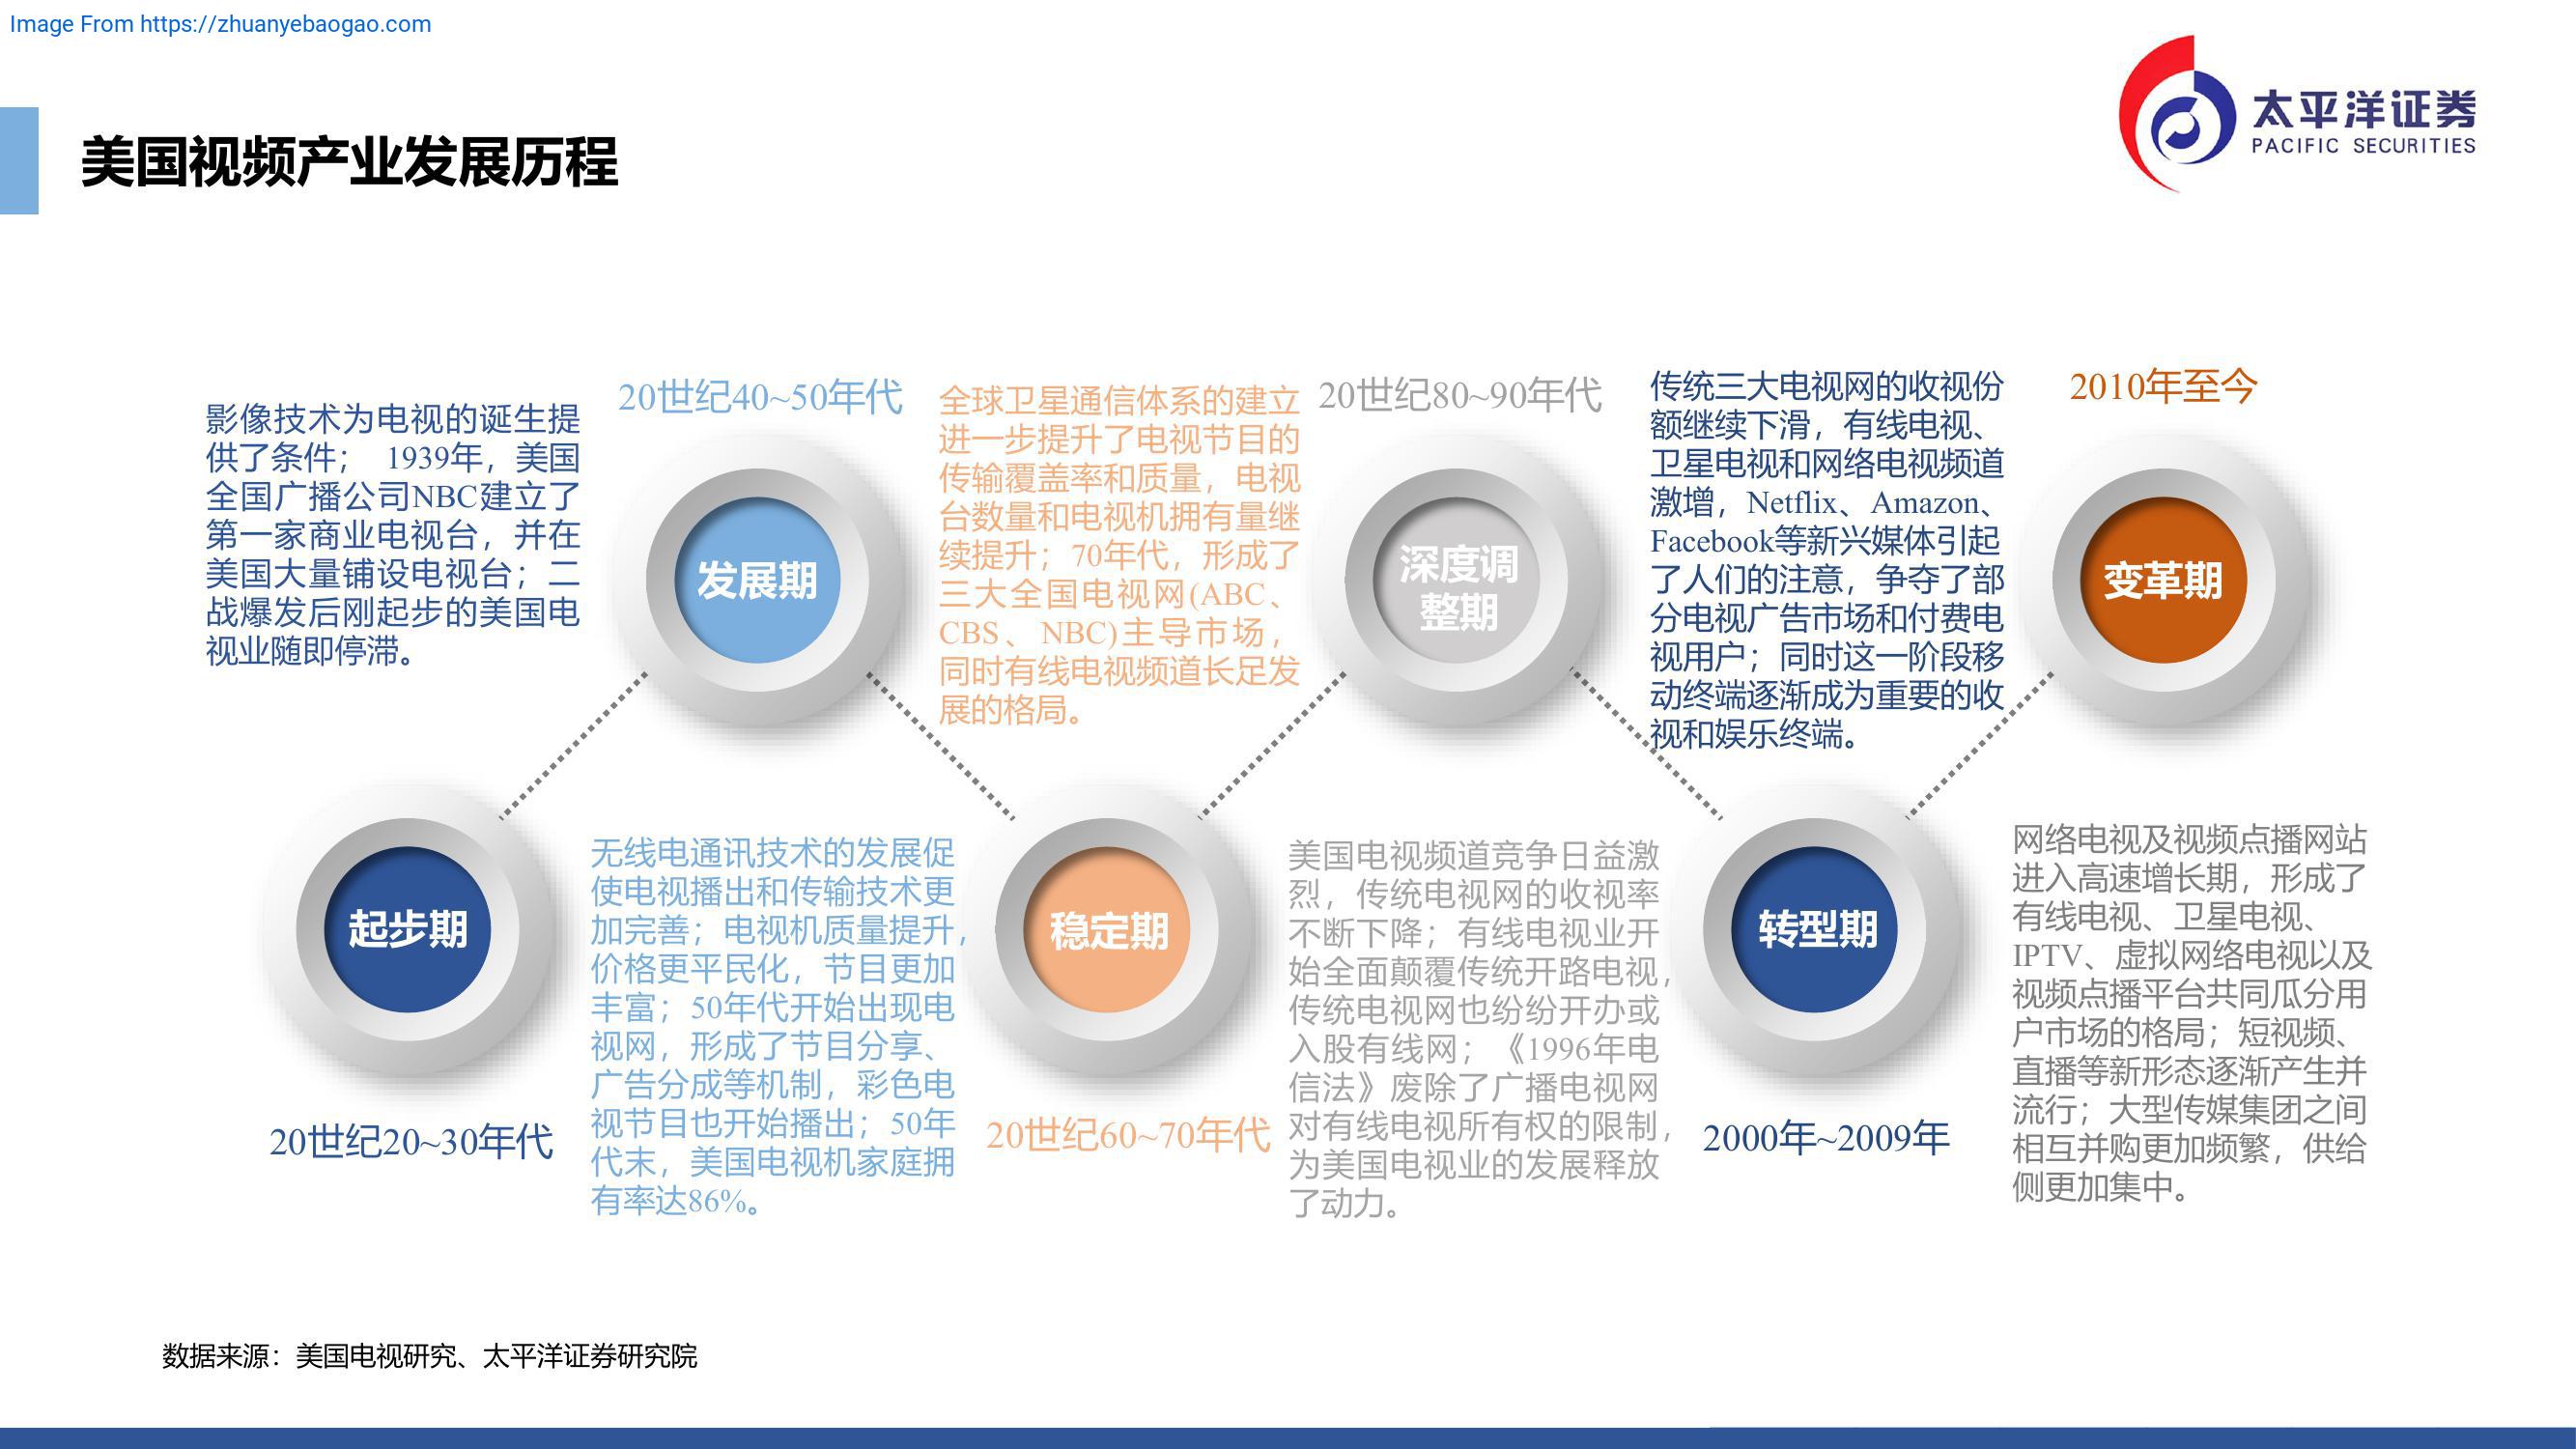 Image From https://zhuanyebaogao.com
太平洋证券
PACIFIC SECURITIES
美国视频产业发展历程
影像技术为电视的诞生提
供了条件； 1939年，美国
全国广播公司NBC建立了
第一家商业电视台，并在
美国大量铺设电视台；二
战爆发后刚起步的美国电
视业随即停滞。
起步期
20世纪20~30年代
20世纪40~50年代
发展期
无线电通讯技术的发展促
使电视播出和传输技术更
加完善；电视机质量提升，
价格更平民化，节目更加
丰富；50年代开始出现电
视网，形成了节目分享、
广告分成等机制，彩色电
视节目也开始播出；50年
代末，美国电视机家庭拥
有率达86%。
全球卫星通信体系的建立
进一步提升了电视节目的
传输覆盖率和质量，电视
台数量和电视机拥有量继
续提升；70年代，形成了
三大全国电视网(ABC、
CBS、NBC)主导市场，
同时有线电视频道长足发
展的格局。
稳定期
20世纪60~70年代
20世纪80~90年代
深度调
整期
美国电视频道竞争日益激
烈，传统电视网的收视率
不断下降；有线电视业开
始全面颠覆传统开路电视，
传统电视网也纷纷开办或
入股有线网；《1996年电
信法》废除了广播电视网
对有线电视所有权的限制，
为美国电视业的发展释放
了动力。
传统三大电视网的收视份
额继续下滑，有线电视、
卫星电视和网络电视频道
激增，Netflix、Amazon、
Facebook等新兴媒体引起
了人们的注意，争夺了部
分电视广告市场和付费电
视用户；同时这一阶段移
动终端逐渐成为重要的收
视和娱乐终端。
转型期
2000年~2009年
2010年至今
变革期
网络电视及视频点播网站
进入高速增长期，形成了
有线电视、卫星电视、
IPTV、虚拟网络电视以及
视频点播平台共同瓜分用
户市场的格局；短视频、
直播等新形态逐渐产生并
流行；大型传媒集团之间
相互并购更加频繁，供给
侧更加集中。
数据来源：美国电视研究、太平洋证券研究院